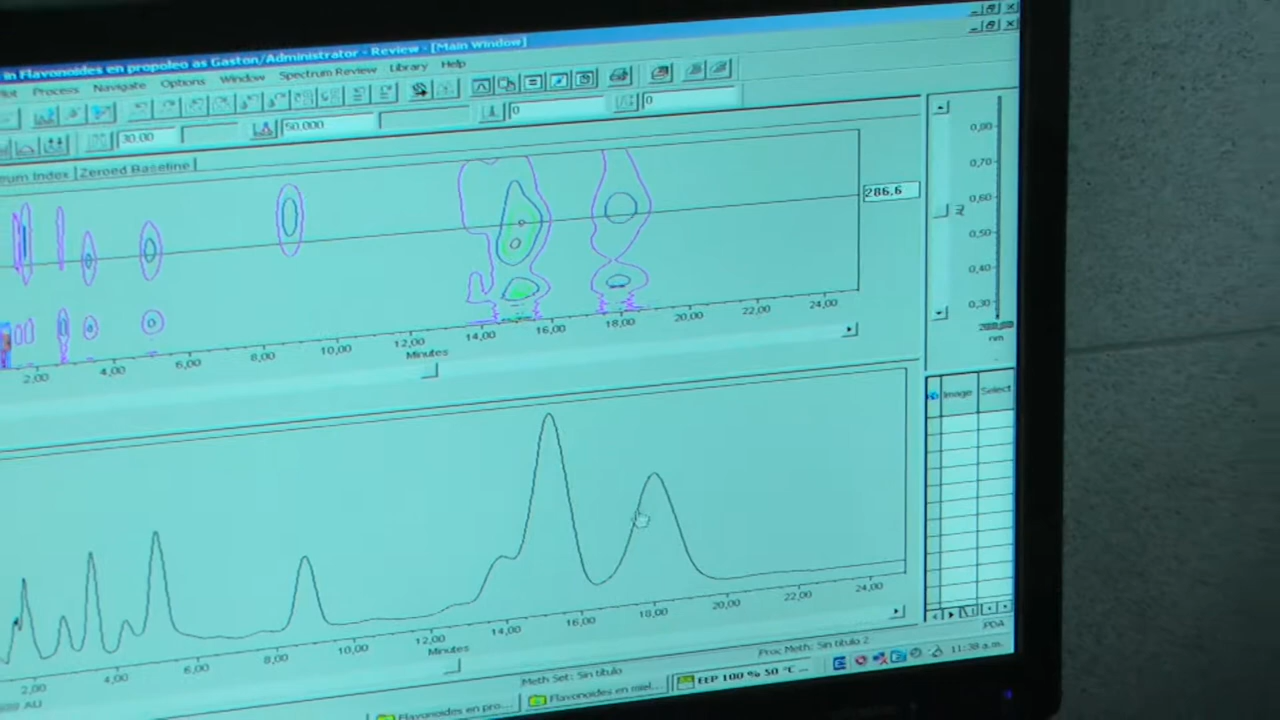 in Flavonoides en propoleo as Gaston/Administrator - Review - [Main Window]
Process Navigate Options Window Spectrum Review Library Help
0 0
30.00 50.000
Index Zeroed Baseline
286.6
0,80
0,70
0,60
0,50
0,40
0,30
nm
2,00 4,00 6,00 8,00 10,00 12,00 14,00 16,00 18,00 20,00 22,00 24,00
Minutes
Image Select
2,00 4,00 6,00 8,00 10,00 12,00 14,00 16,00 18,00 20,00 22,00 24,00
Minutes
AU
PDA
Meth Set: Sin título Proc Meth: Sin título 2
Flavonoides en pro... Flavonoides en miel... EEP 100 % 50 °C ... 11:38 a.m.